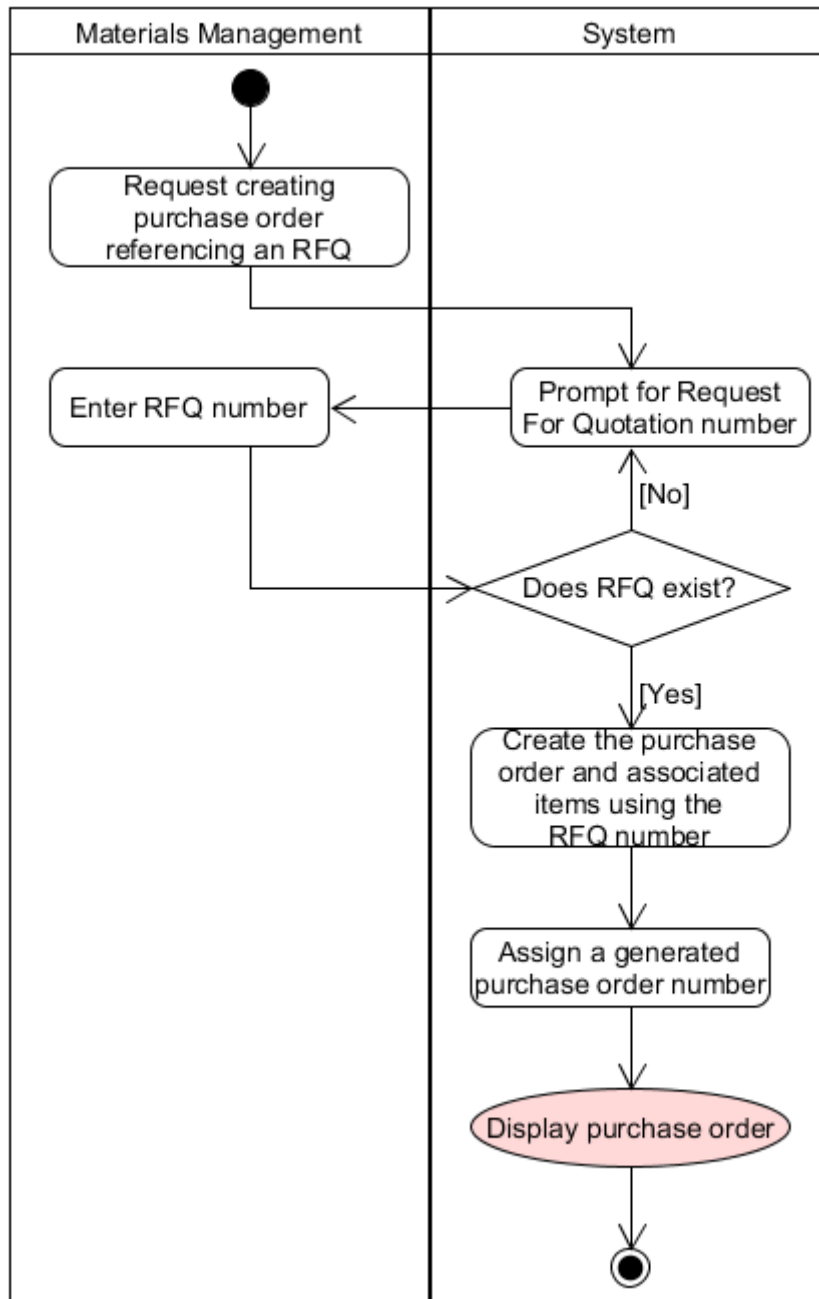 Materials Management
System
Request creating
purchase order
referencing an RFQ
Enter RFQ number
Prompt for Request
For Quotation number
[No]
Does RFQ exist?
[Yes]
Create the purchase
order and associated
items using the
RFQ number
Assign a generated
purchase order number
Display purchase order